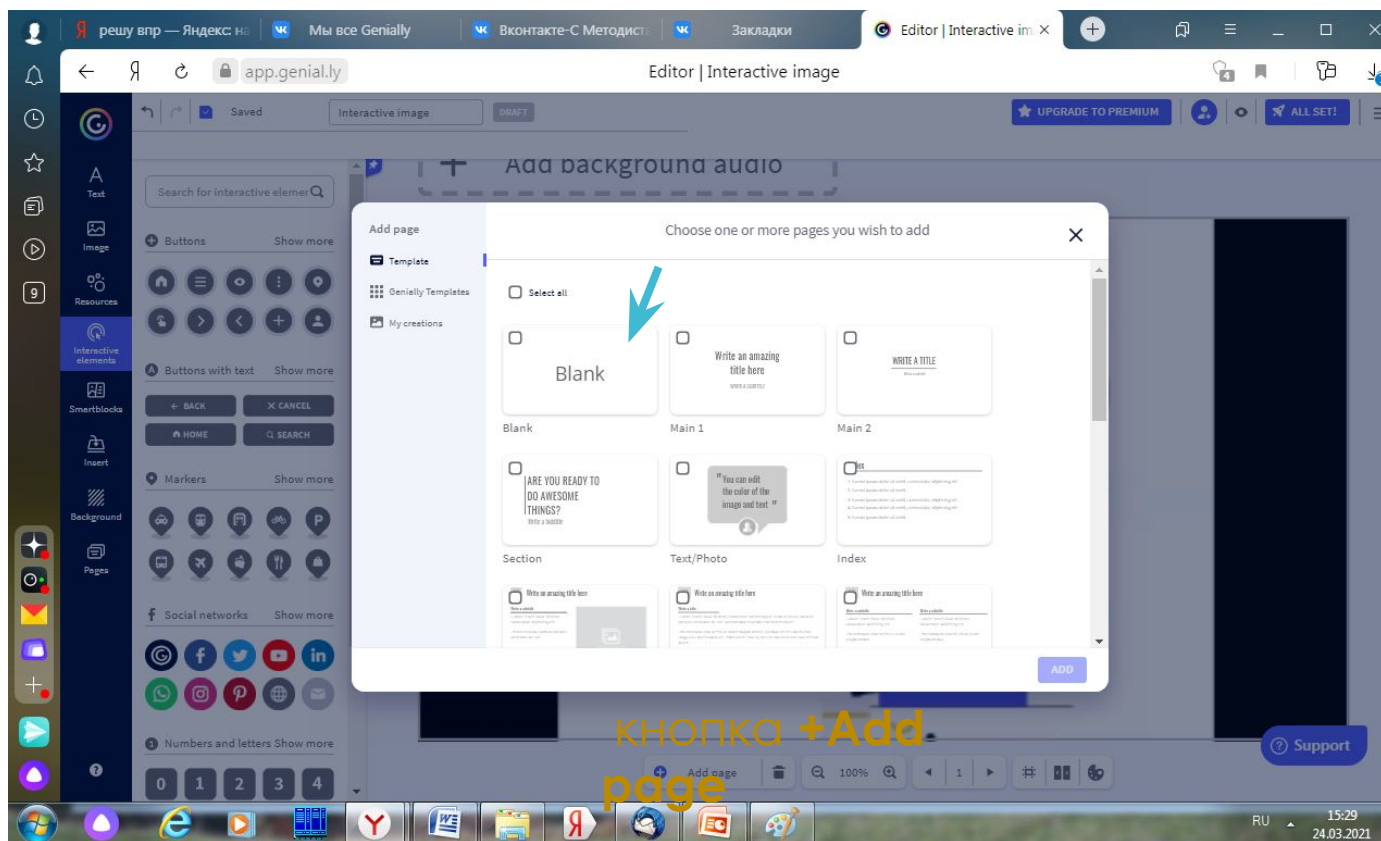 решу впр — Яндекс: на
Мы все Genially
Вконтакте-С Методист
Закладки
Editor | Interactive im
app.genial.ly
Editor | Interactive image
4
Saved
Interactive image
DRAFT
UPGRADE TO PREMIUM
ALL SET!
Add background audio
Text
Image
Resources
Interactive
elements
Smartblocks
Insert
Background
Pages
9
Search for interactive elemer
Buttons Show more
Buttons with text Show more
← BACK
X CANCEL
HOME
SEARCH
Markers Show more
P
Social networks Show more
Numbers and letters Show more
0 1 2 3 4
Add page
Template
Genially Templates
My creations
Choose one or more pages you wish to add
Select all
Blank
Write an amazing
title here
WRITE A SUBTITLE
WRITE A TITLE
Blank
Main 1
Main 2
ARE YOU READY TO
DO AWESOME
THINGS?
Write a subtitle
"You can edit
the color of the
image and text "
Section
Text/Photo
Index
Write an amazing title here
Write an amazing title here
Write an amazing title here
ADD
кнопка +Add
page
Add page
100%
1
Support
RU
15:29
24.03.2021